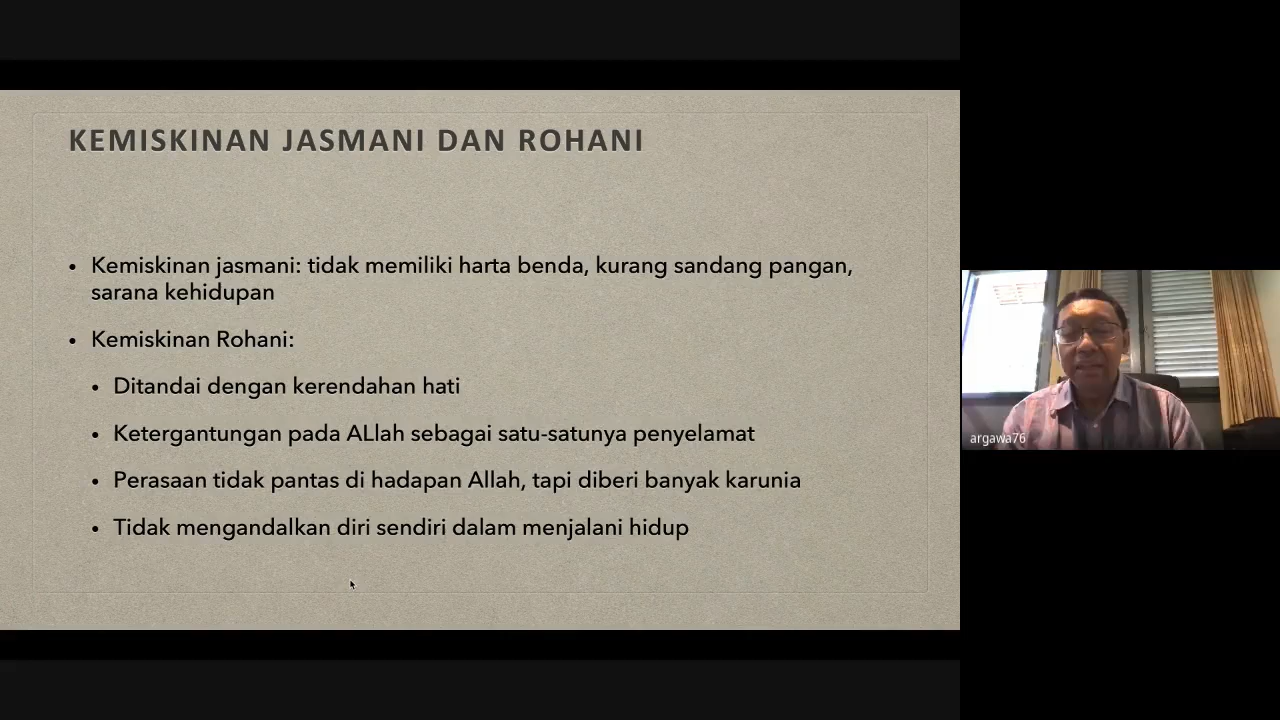 KEMISKINAN JASMANI DAN ROHANI
• Kemiskinan jasmani: tidak memiliki harta benda, kurang sandang pangan,
sarana kehidupan
• Kemiskinan Rohani:
• Ditandai dengan kerendahan hati
• Ketergantungan pada ALlah sebagai satu-satunya penyelamat
• Perasaan tidak pantas di hadapan Allah, tapi diberi banyak karunia
• Tidak mengandalkan diri sendiri dalam menjalani hidup
argawa76